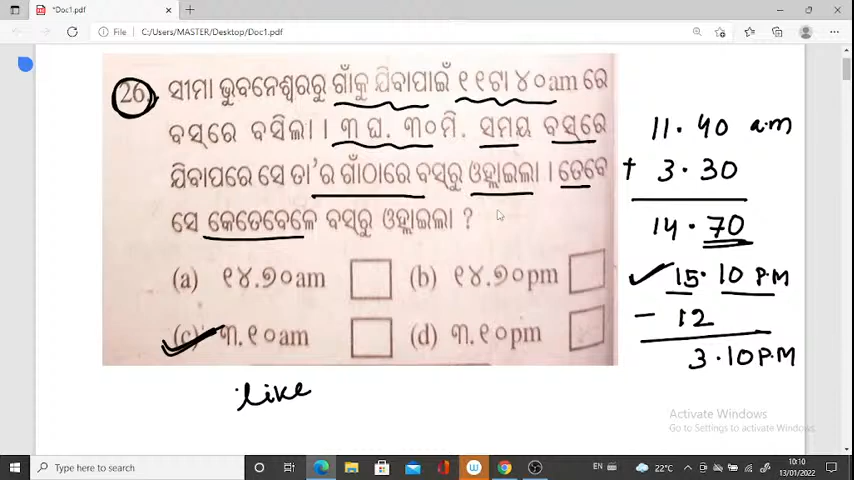 *Doc1.pdf
File C:/Users/MASTER/Desktop/Doc1.pdf
26. ସୀମା ଭୁବନେଶ୍ୱରରୁ ଗାଁକୁ ଯିବାପାଇଁ ୧୧ଟା ୪୦am ରେ
ବସ୍‌ରେ ବସିଲା । ୩ ଘ. ୩୦ମି. ସମୟ ବସ୍‌ରେ
ଯିବାପରେ ସେ ତା'ର ଗାଁଠାରେ ବସ୍‌ରୁ ଓହ୍ଲାଇଲା । ତେବେ
ସେ କେତେବେଳେ ବସ୍‌ରୁ ଓହ୍ଲାଇଲା ?
(a) ୧୪.୭୦am (b) ୧୪.୭୦pm
(c) ୩.୧୦am (d) ୩.୧୦pm
like
11.40 a.m
+ 3.30
14.70
15.10 P.M
- 12
3.10P.M
Activate Windows
Go to Settings to activate Windows.
Type here to search
22°C
ENG
10:10
13/01/2022